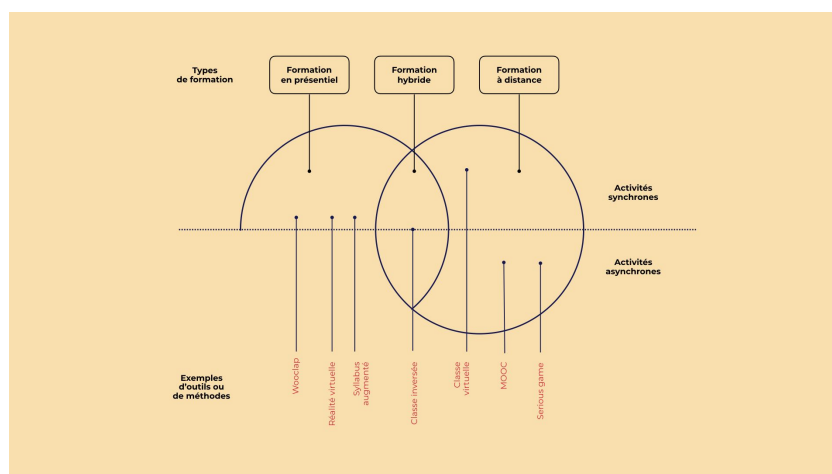 Types
de formation
Formation
en présentiel
Formation
hybride
Formation
à distance
Activités
synchrones
Activités
asynchrones
Exemples
d'outils ou
de méthodes
Wooclap
Réalité virtuelle
Syllabus
augmenté
Classe inversée
Classe
virtuelle
MOOC
Serious game